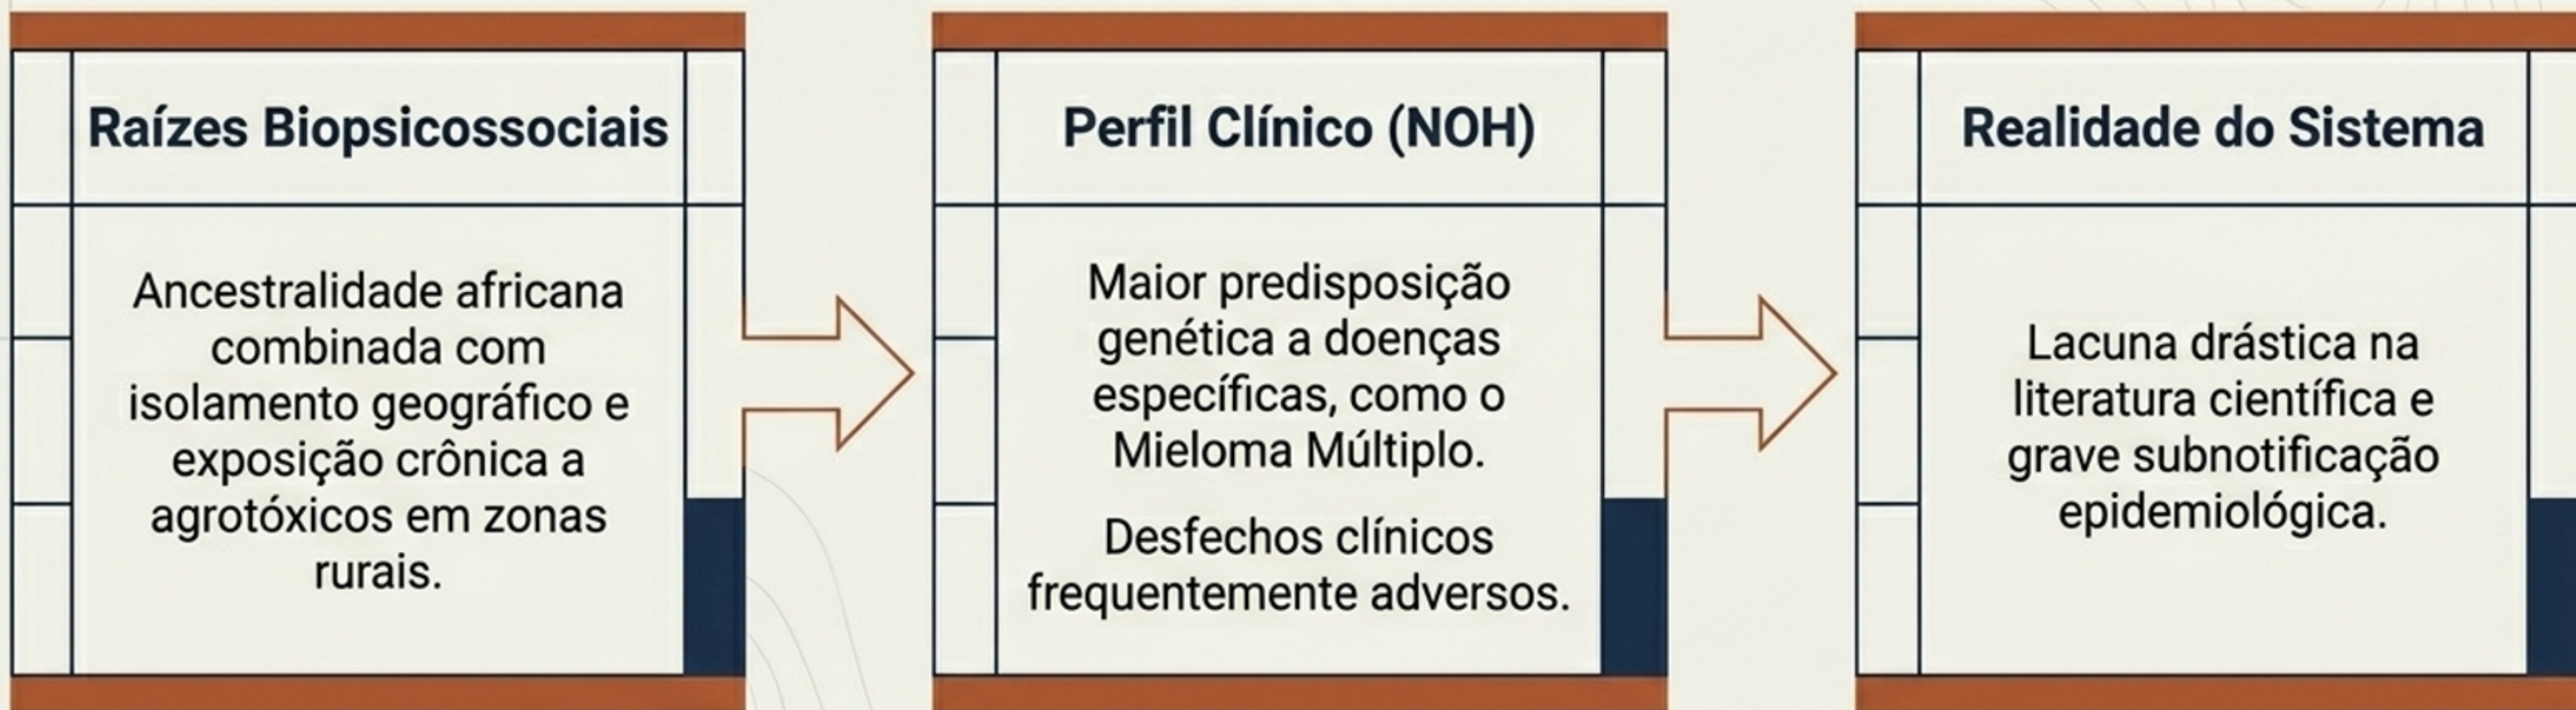 Raízes Biopsicossociais
Ancestralidade africana
combinada com
isolamento geográfico e
exposição crônica a
agrotóxicos em zonas
rurais.
Perfil Clínico (NOH)
Maior predisposição
genética a doenças
específicas, como o
Mieloma Múltiplo.
Desfechos clínicos
frequentemente adversos.
Realidade do Sistema
Lacuna drástica na
literatura científica e
grave subnotificação
epidemiológica.